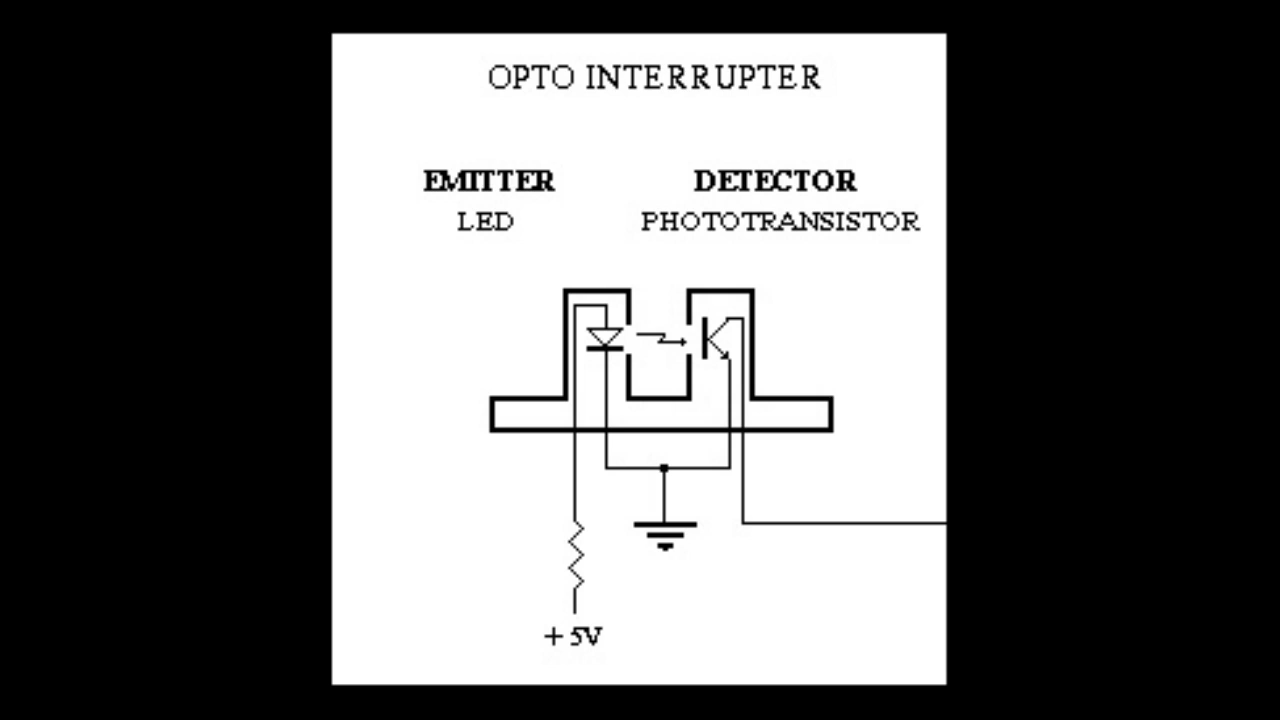 OPTO INTERRUPTER
EMITTER DETECTOR
LED PHOTOTRANSISTOR
+ 5V